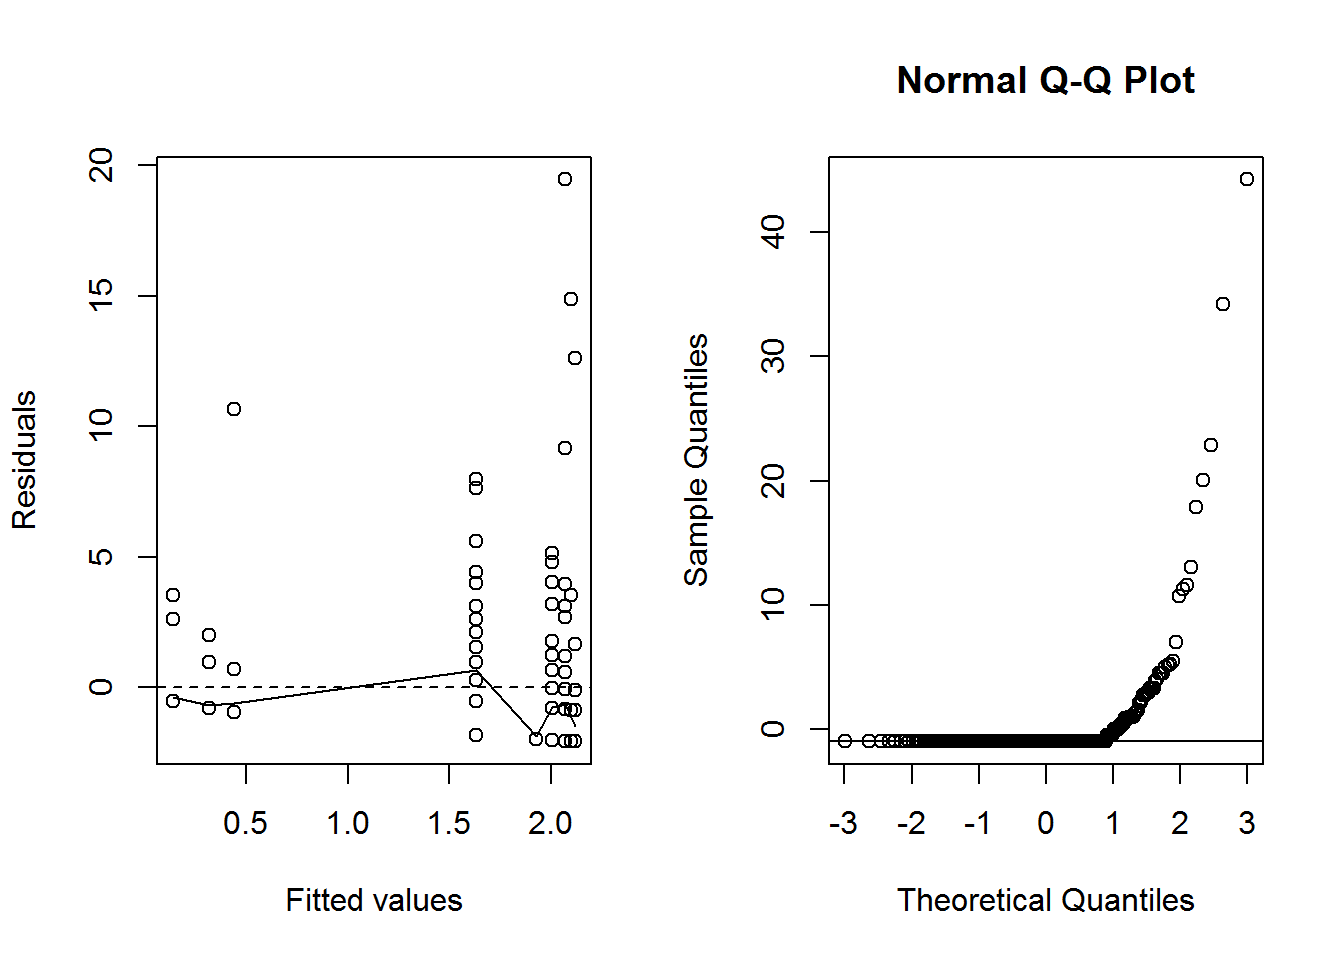 Residuals
20
15
10
5
0
0.5 1.0 1.5 2.0
Fitted values
Normal Q-Q Plot
Sample Quantiles
40
30
20
10
0
-3 -2 -1 0 1 2 3
Theoretical Quantiles